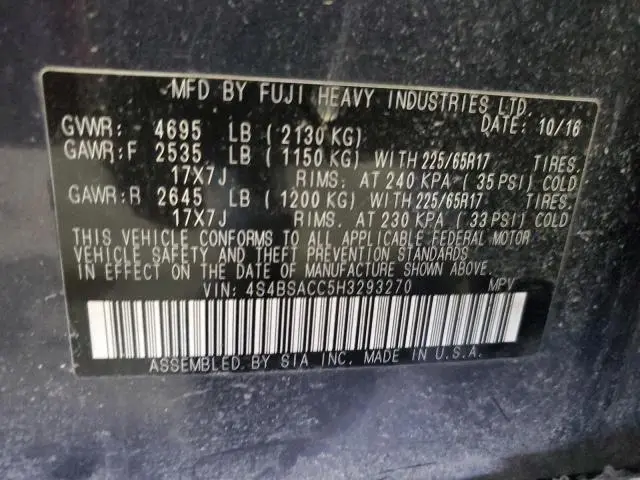 MFD BY FUJI HEAVY INDUSTRIES LTD.
DATE: 10/16
GVWR: 4695 LB (2130 KG)
GAWR:F 2535 LB (1150 KG) WITH 225/65R17 TIRES,
17X7J RIMS. AT 240 KPA (35 PSI) COLD
GAWR:R 2645 LB (1200 KG) WITH 225/65R17 TIRES,
17X7J RIMS. AT 230 KPA (33 PSI) COLD
THIS VEHICLE CONFORMS TO ALL APPLICABLE FEDERAL MOTOR
VEHICLE SAFETY AND THEFT PREVENTION STANDARDS
IN EFFECT ON THE DATE OF MANUFACTURE SHOWN ABOVE.
VIN: 4S4BSACC5H3293270 MPV
ASSEMBLED BY SIA INC. MADE IN U.S.A.